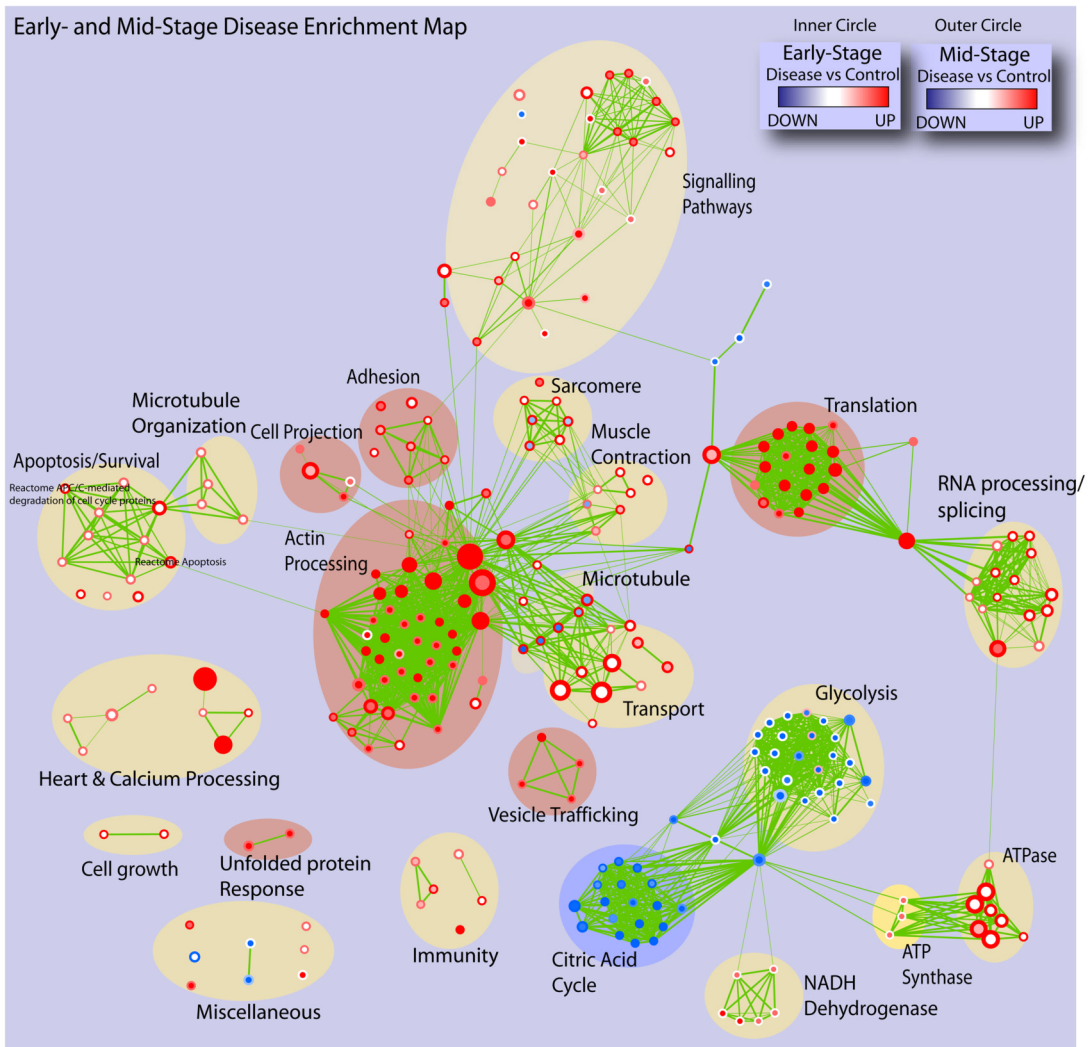 Early- and Mid-Stage Disease Enrichment Map
Inner Circle
Outer Circle
Early-Stage
Disease vs Control
DOWN
UP
Mid-Stage
Disease vs Control
DOWN
UP
Signalling
Pathways
Adhesion
Sarcomere
Translation
Microtubule
Organization
Cell Projection
Muscle
Contraction
Apoptosis/Survival
Reactome APC/C-mediated
degradation of cell cycle proteins
RNA processing/
splicing
Actin
Processing
Reactome Apoptosis
Microtubule
Glycolysis
Transport
Heart & Calcium Processing
Vesicle Trafficking
Cell growth
Unfolded protein
Response
ATPase
Immunity
Citric Acid
Cycle
ATP
Synthase
NADH
Dehydrogenase
Miscellaneous